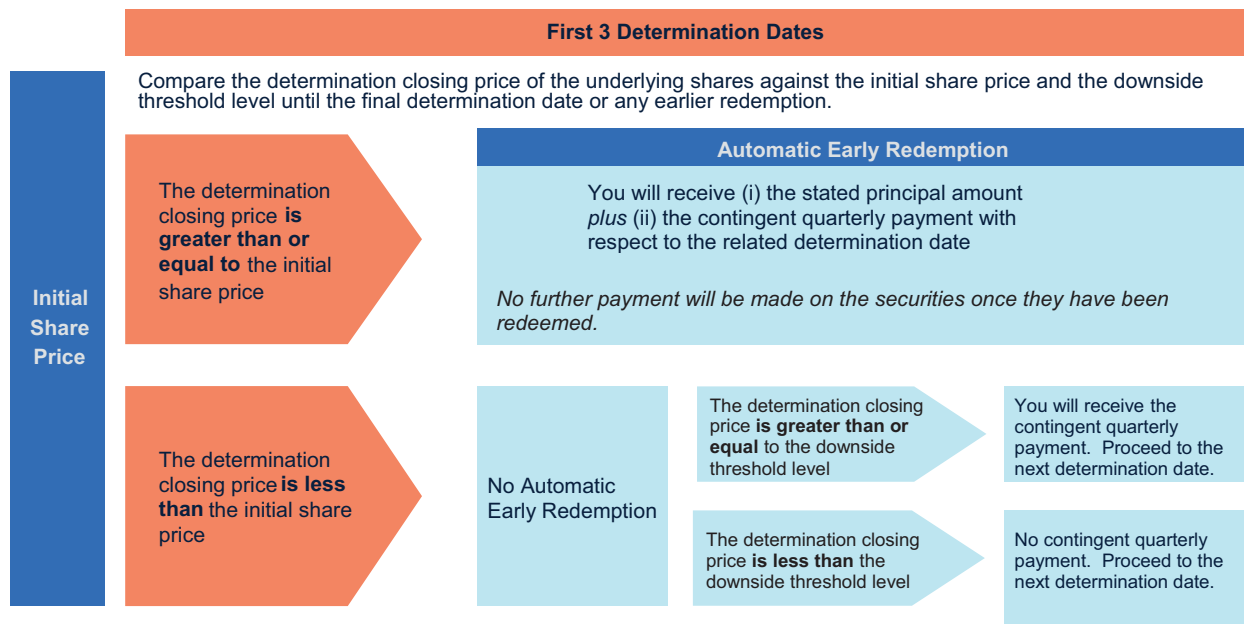 First 3 Determination Dates
Compare the determination closing price of the underlying shares against the initial share price and the downside
threshold level until the final determination date or any earlier redemption.
Initial
Share
Price
The determination
closing price is
greater than or
equal to the initial
share price
Automatic Early Redemption
You will receive (i) the stated principal amount
plus (ii) the contingent quarterly payment with
respect to the related determination date
No further payment will be made on the securities once they have been
redeemed.
The determination
closing price is less
than the initial share
price
No Automatic
Early Redemption
The determination closing
price is greater than or
equal to the downside
threshold level
You will receive the
contingent quarterly
payment.  Proceed to the
next determination date.
The determination closing
price is less than the
downside threshold level
No contingent quarterly
payment.  Proceed to the
next determination date.